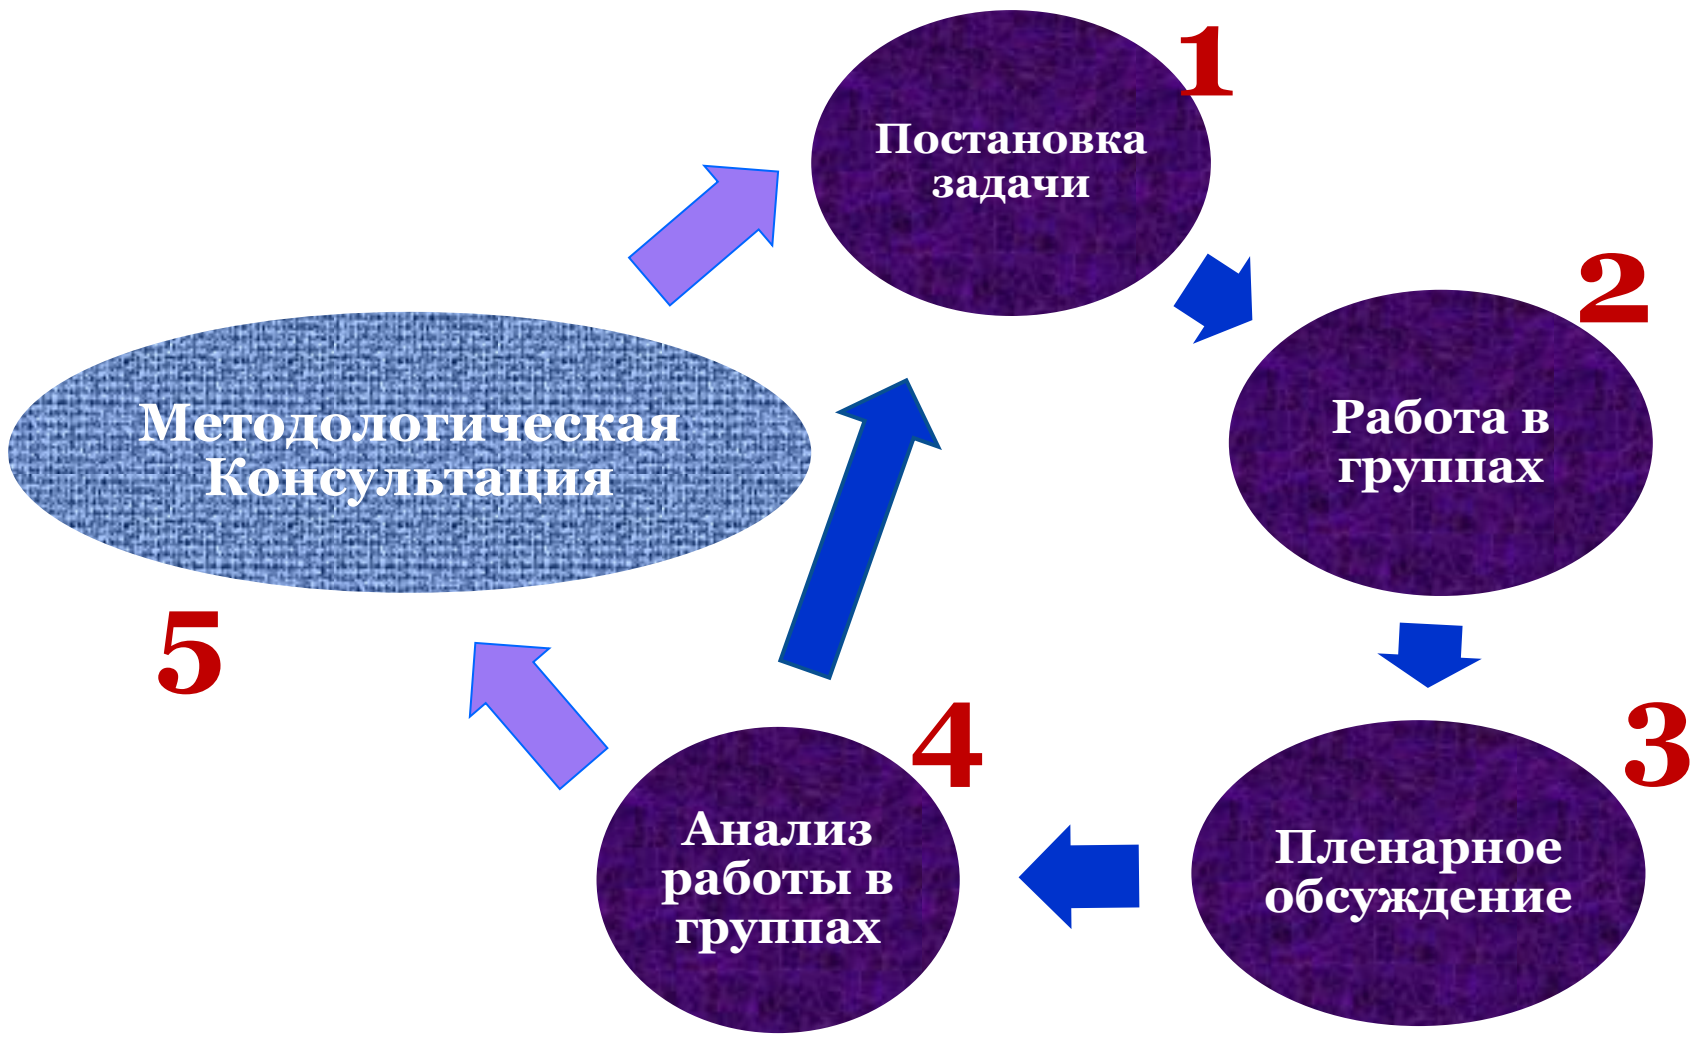 1
Постановка
задачи
2
Работа в
группах
3
Пленарное
обсуждение
4
Анализ
работы в
группах
5
Методологическая
Консультация